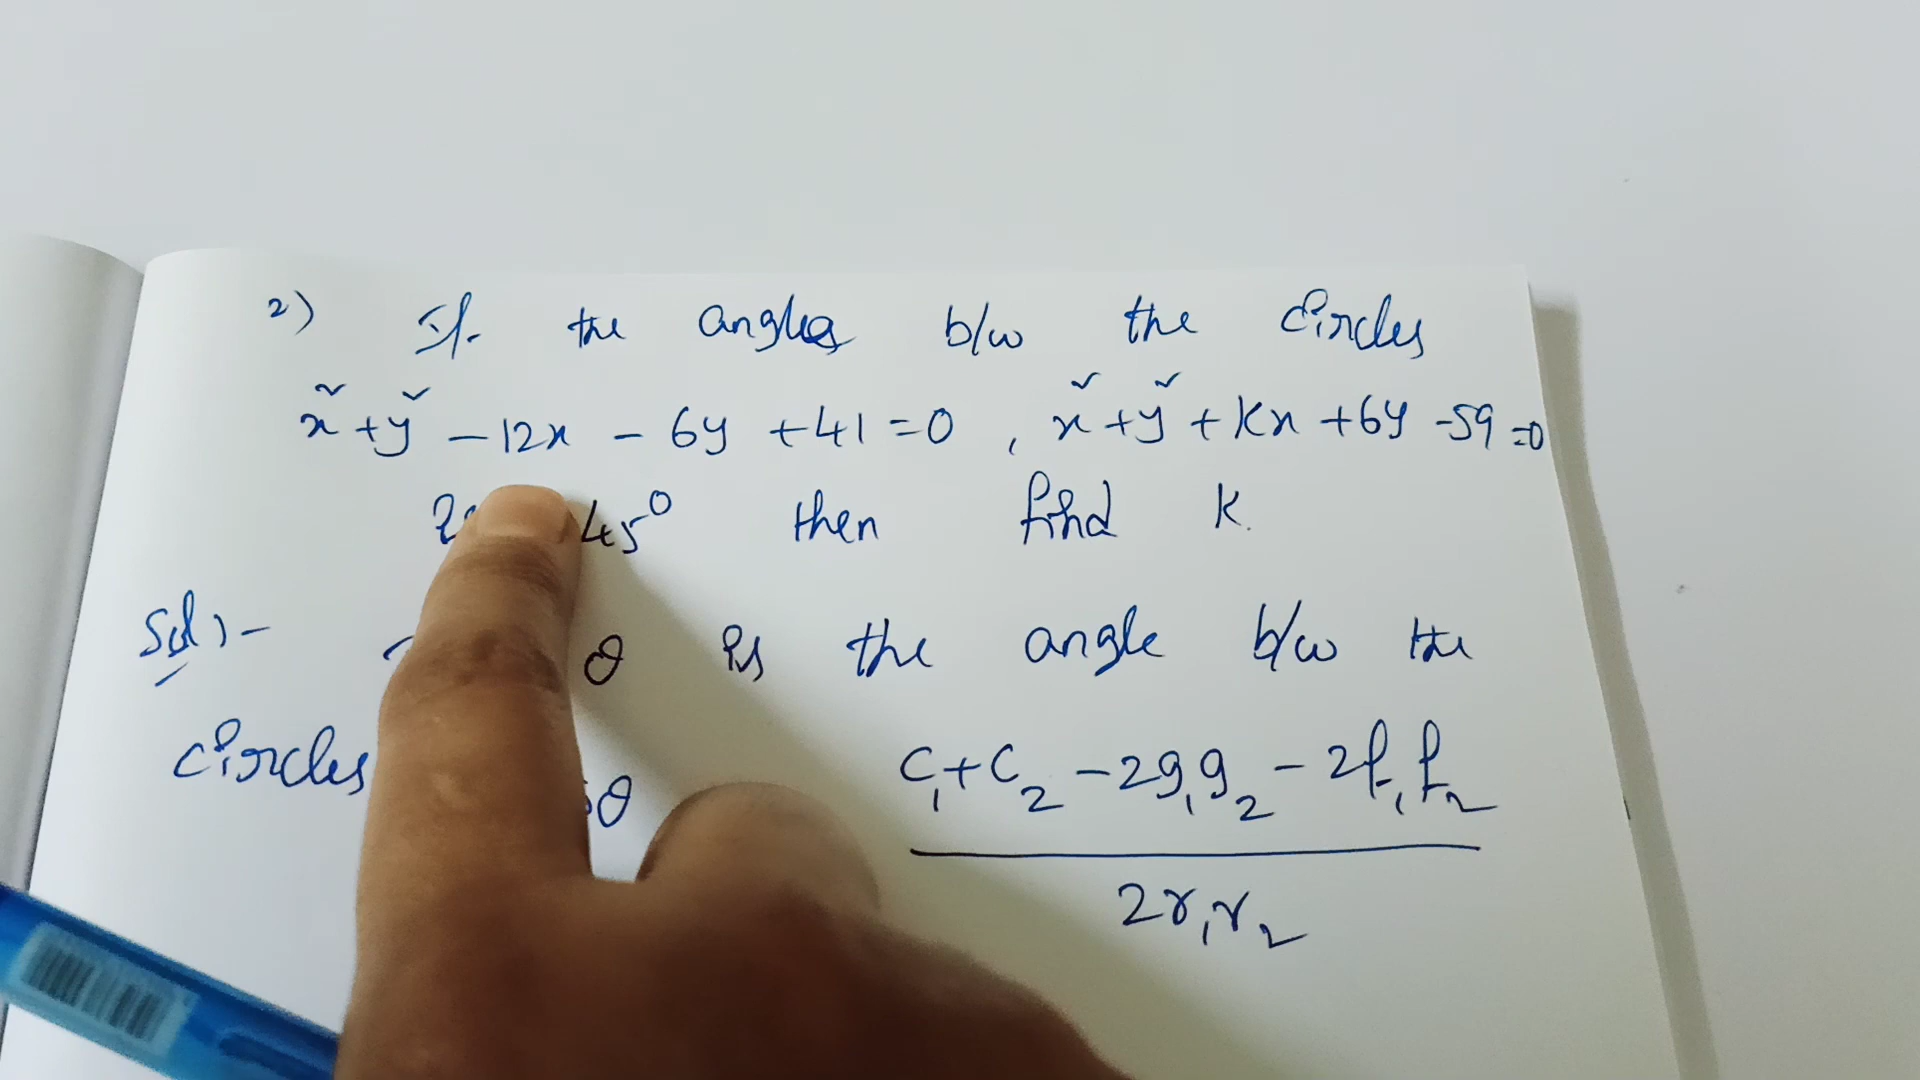 2) If the angles b/w the circles
x²+y² -12x - 6y +41=0 , x²+y² + kx +6y -59=0
45° then find k.
Sol :- θ is the angle b/w the
circles θ C₁+C₂-2g₁g₂-2f₁f₂
2r₁r₂